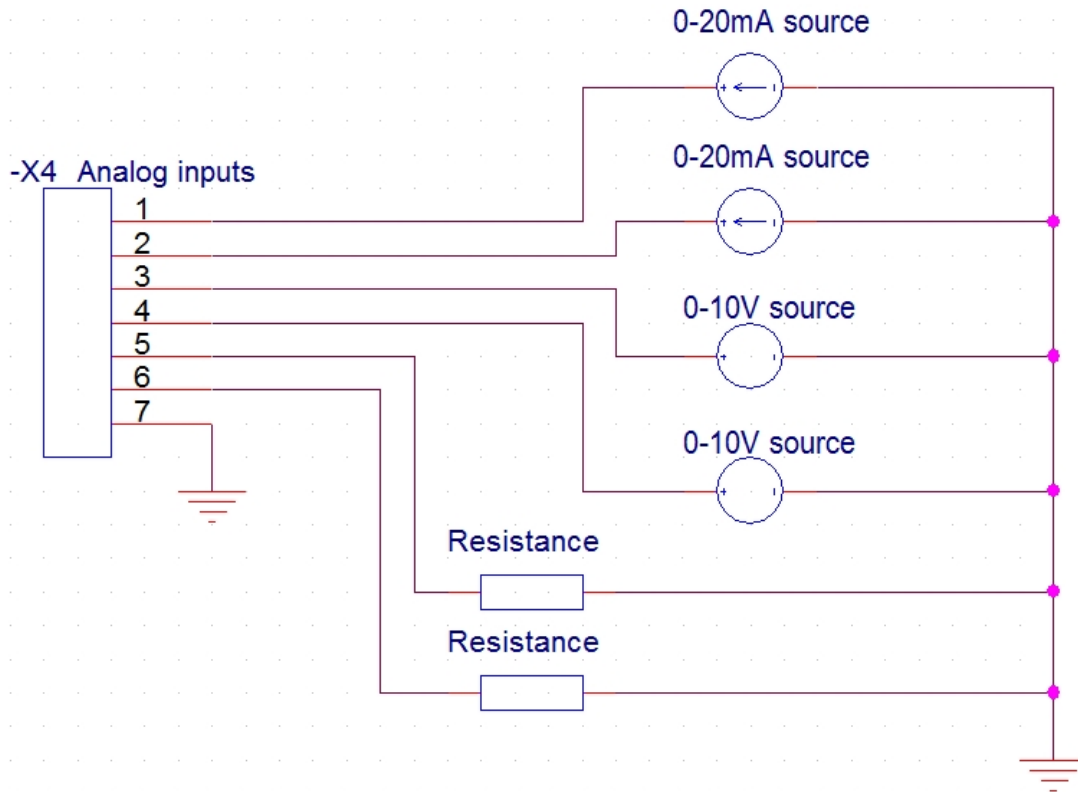 0-20mA source
0-20mA source
-X4 Analog inputs
1
2
3
4
5
6
7
0-10V source
0-10V source
Resistance
Resistance